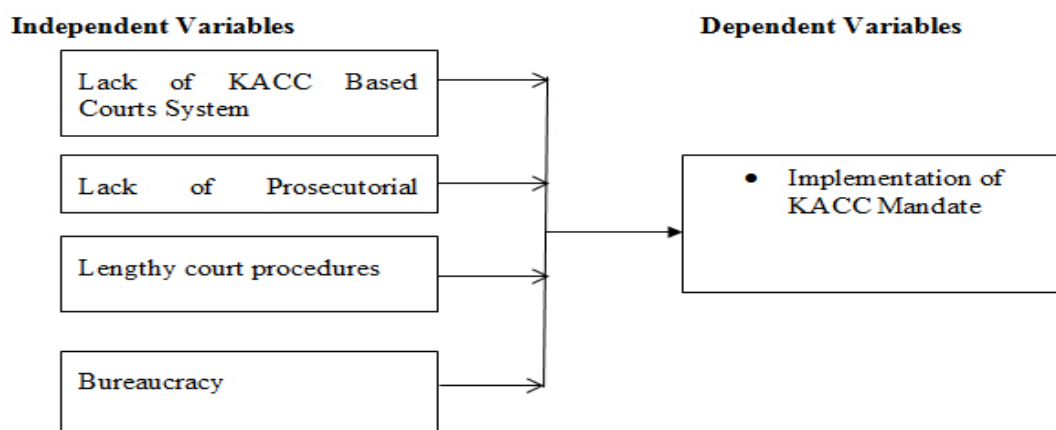 Independent Variables
Dependent Variables
Lack of KACC Based
Courts System
Lack of Prosecutorial
Lengthy court procedures
Bureaucracy
• Implementation of
KACC Mandate